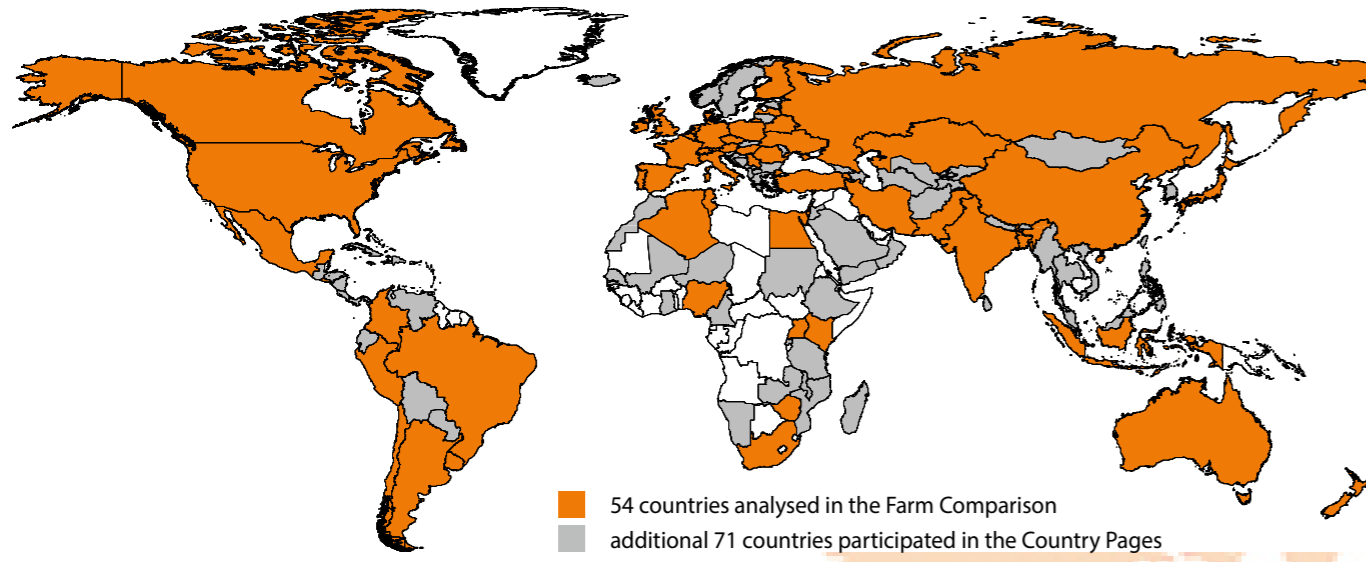 54 countries analysed in the Farm Comparison
additional 71 countries participated in the Country Pages